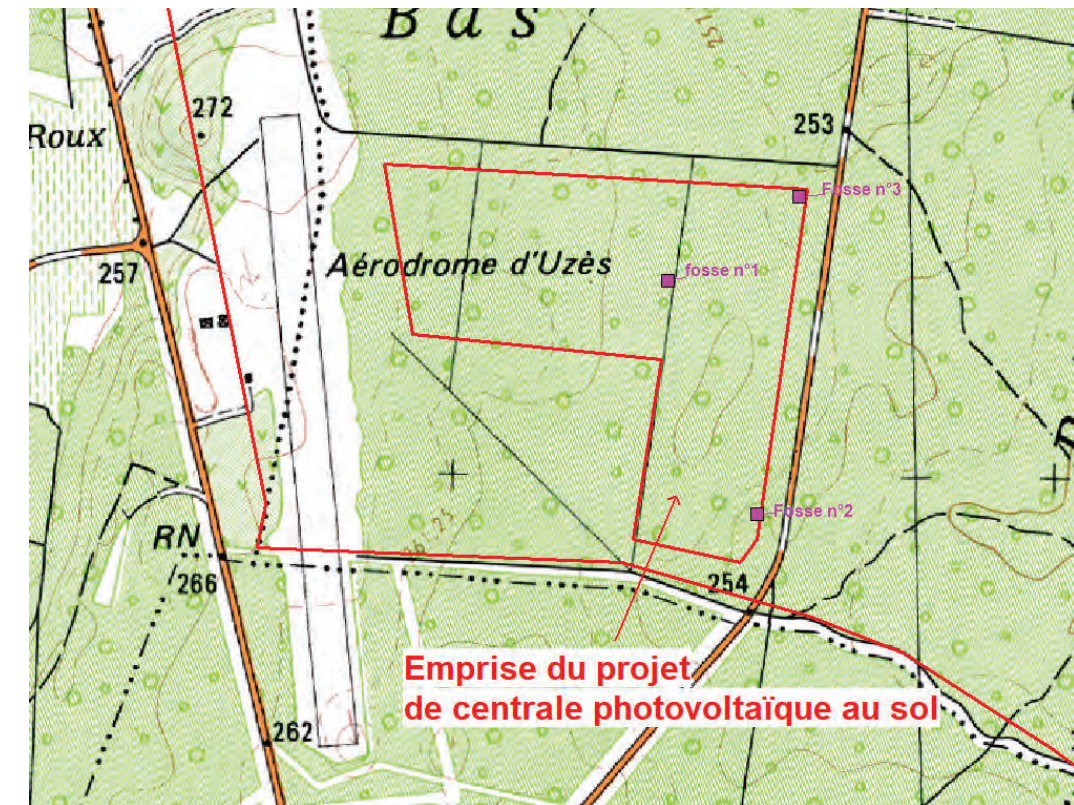 Bas
25
272
Roux
253
Fosse n°3
257
Aérodrome d'Uzès
fosse n°1
Fosse n°2
RN
266
254
Emprise du projet
de centrale photovoltaïque au sol
262